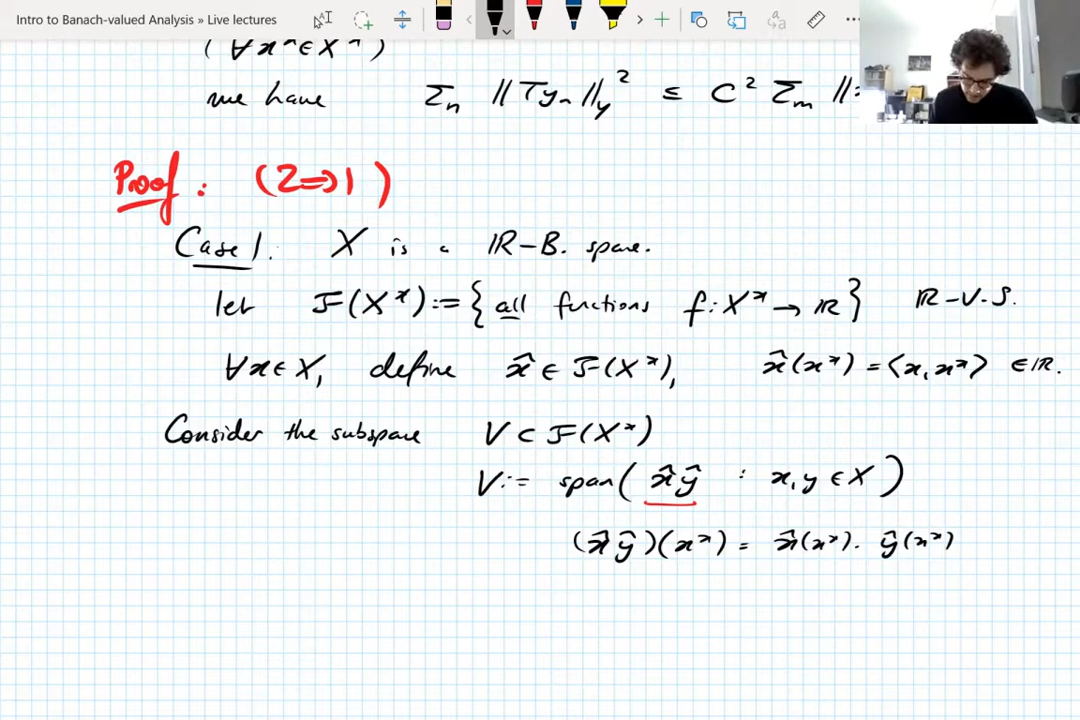 Intro to Banach-valued Analysis » Live lectures
(∀x*∈X*)
we have Σn ‖Tyn‖y² ≤ C² Σm ‖
Proof: (2⇒1)
Case 1: X is a ℝ-B. space.
let F(X*) := { all functions f: X* → ℝ } ℝ-V-S.
∀x∈X, define x̂ ∈ F(X*), x̂(x*) = <x, x*> ∈ ℝ.
Consider the subspace V ⊂ F(X*)
V := span( x̂ŷ : x, y ∈ X )
(x̂ŷ)(x*) = x̂(x*). ŷ(x*)